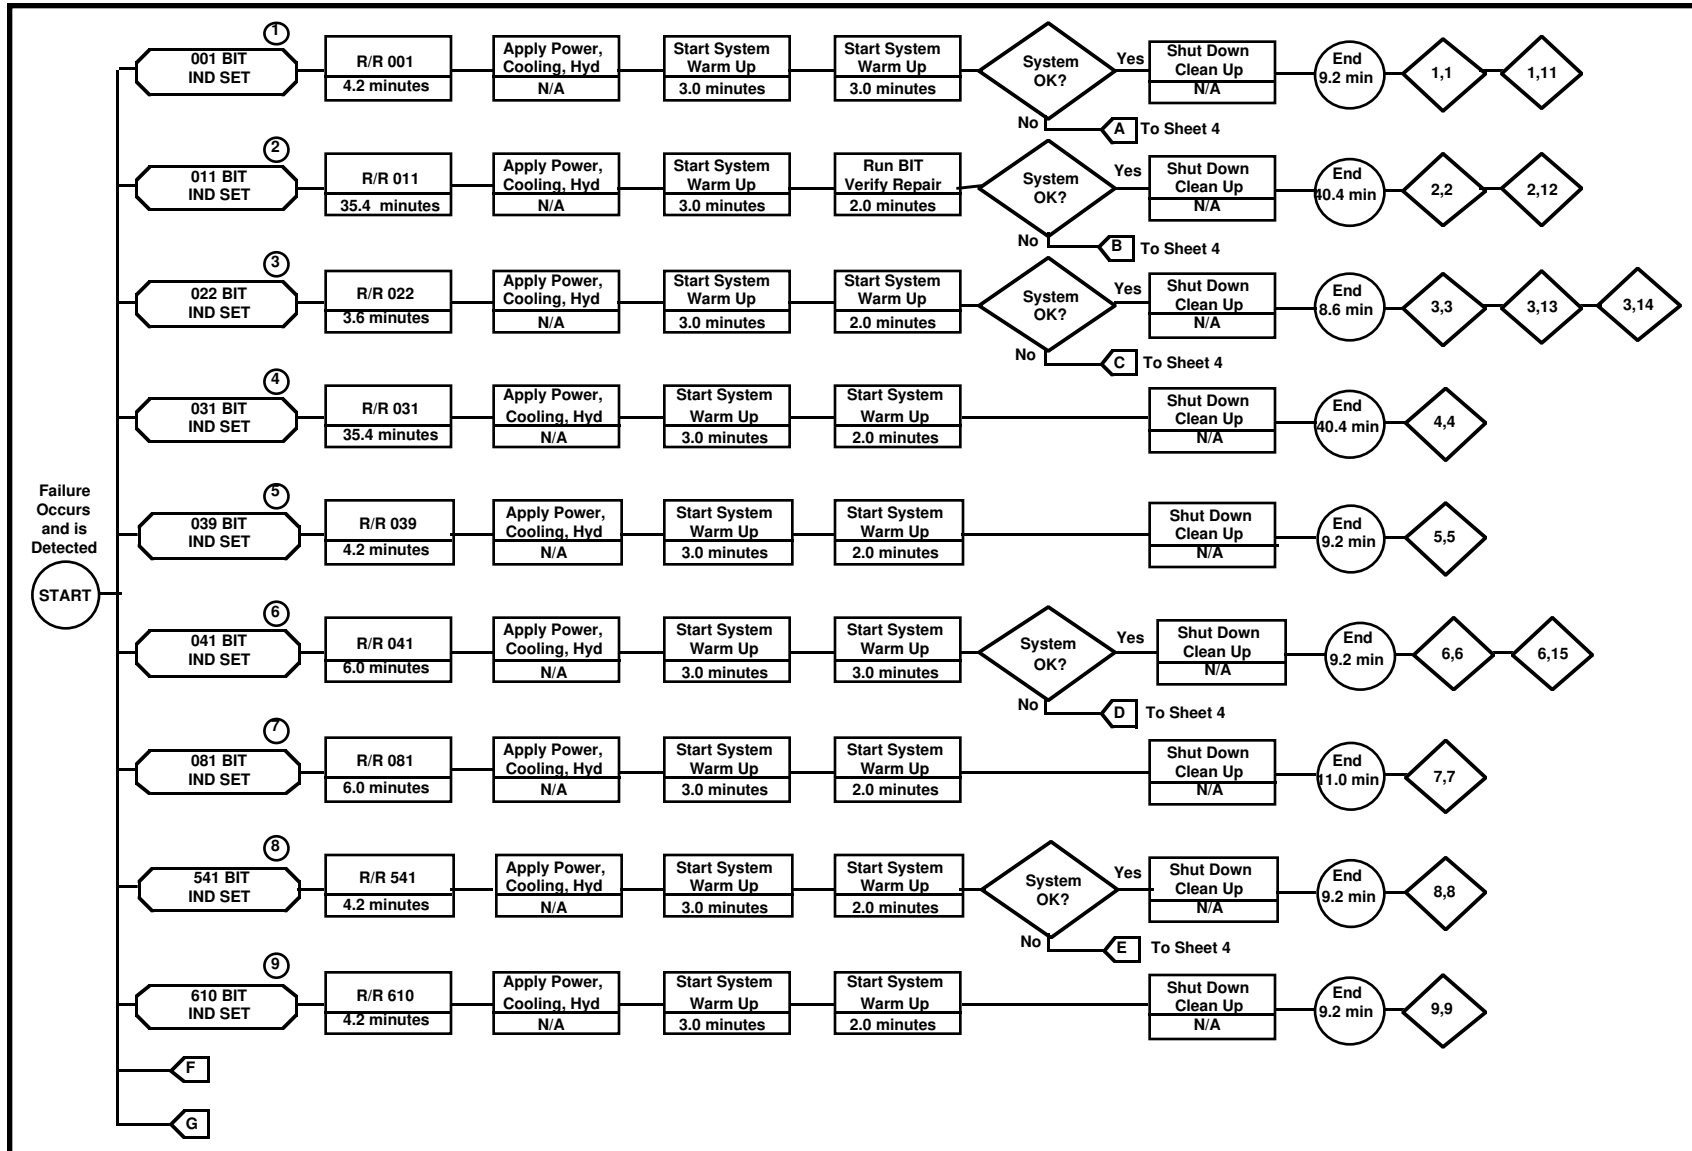 1
001 BIT
IND SET
R/R 001
4.2 minutes
Apply Power,
Cooling, Hyd
N/A
Start System
Warm Up
3.0 minutes
Start System
Warm Up
3.0 minutes
System
OK?
Yes
No
A
To Sheet 4
Shut Down
Clean Up
N/A
End
9.2 min
1,1
1,11
2
011 BIT
IND SET
R/R 011
35.4 minutes
Apply Power,
Cooling, Hyd
N/A
Start System
Warm Up
3.0 minutes
Run BIT
Verify Repair
2.0 minutes
System
OK?
Yes
No
B
To Sheet 4
Shut Down
Clean Up
N/A
End
40.4 min
2,2
2,12
3
022 BIT
IND SET
R/R 022
3.6 minutes
Apply Power,
Cooling, Hyd
N/A
Start System
Warm Up
3.0 minutes
Start System
Warm Up
2.0 minutes
System
OK?
Yes
No
C
To Sheet 4
Shut Down
Clean Up
N/A
End
8.6 min
3,3
3,13
3,14
4
031 BIT
IND SET
R/R 031
35.4 minutes
Apply Power,
Cooling, Hyd
N/A
Start System
Warm Up
3.0 minutes
Start System
Warm Up
2.0 minutes
Shut Down
Clean Up
N/A
End
40.4 min
4,4
Failure
Occurs
and is
Detected
START
5
039 BIT
IND SET
R/R 039
4.2 minutes
Apply Power,
Cooling, Hyd
N/A
Start System
Warm Up
3.0 minutes
Start System
Warm Up
2.0 minutes
Shut Down
Clean Up
N/A
End
9.2 min
5,5
6
041 BIT
IND SET
R/R 041
6.0 minutes
Apply Power,
Cooling, Hyd
N/A
Start System
Warm Up
3.0 minutes
Start System
Warm Up
3.0 minutes
System
OK?
Yes
No
D
To Sheet 4
Shut Down
Clean Up
N/A
End
9.2 min
6,6
6,15
7
081 BIT
IND SET
R/R 081
6.0 minutes
Apply Power,
Cooling, Hyd
N/A
Start System
Warm Up
3.0 minutes
Start System
Warm Up
2.0 minutes
Shut Down
Clean Up
N/A
End
11.0 min
7,7
8
541 BIT
IND SET
R/R 541
4.2 minutes
Apply Power,
Cooling, Hyd
N/A
Start System
Warm Up
3.0 minutes
Start System
Warm Up
2.0 minutes
System
OK?
Yes
No
E
To Sheet 4
Shut Down
Clean Up
N/A
End
9.2 min
8,8
9
610 BIT
IND SET
R/R 610
4.2 minutes
Apply Power,
Cooling, Hyd
N/A
Start System
Warm Up
3.0 minutes
Start System
Warm Up
2.0 minutes
Shut Down
Clean Up
N/A
End
9.2 min
9,9
F
G